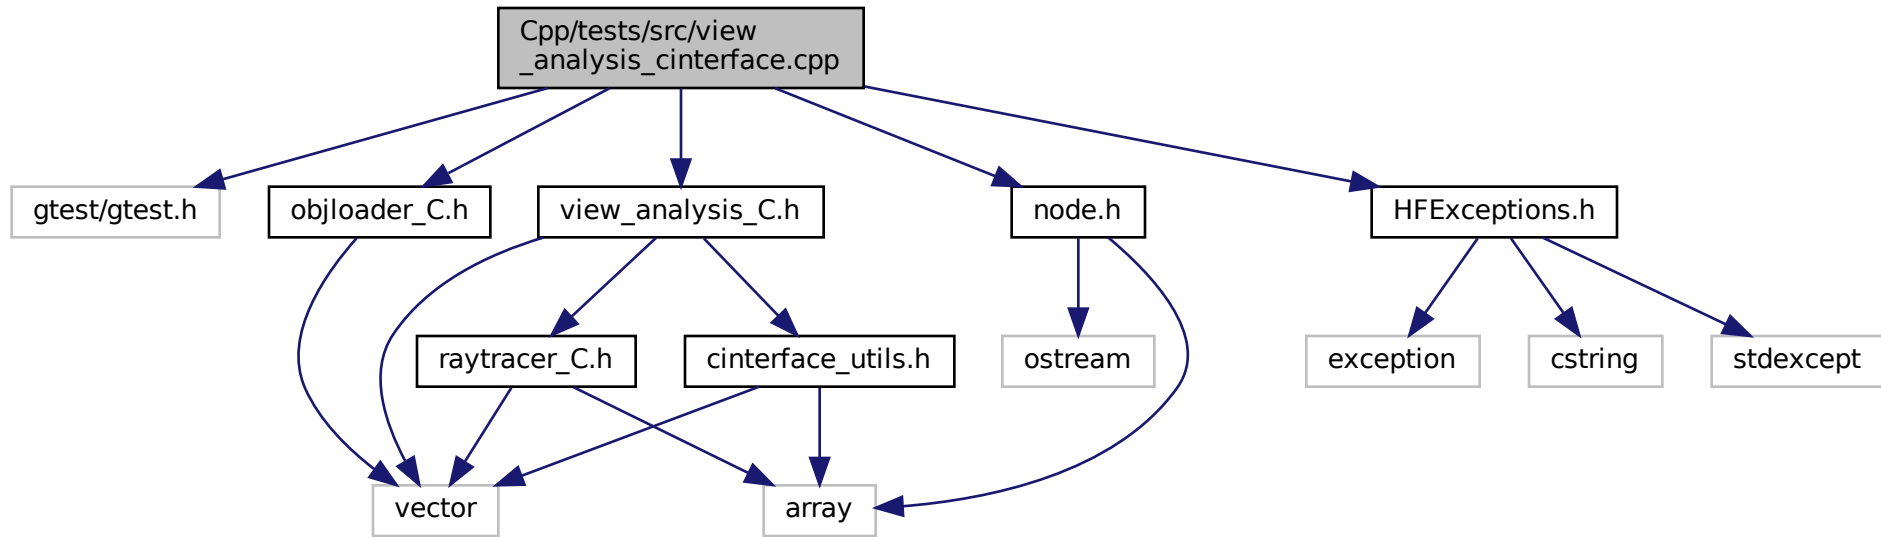 Cpp/tests/src/view
_analysis_cinterface.cpp
gtest/gtest.h
objloader_C.h
view_analysis_C.h
node.h
HFExceptions.h
raytracer_C.h
cinterface_utils.h
ostream
exception
cstring
stdexcept
vector
array